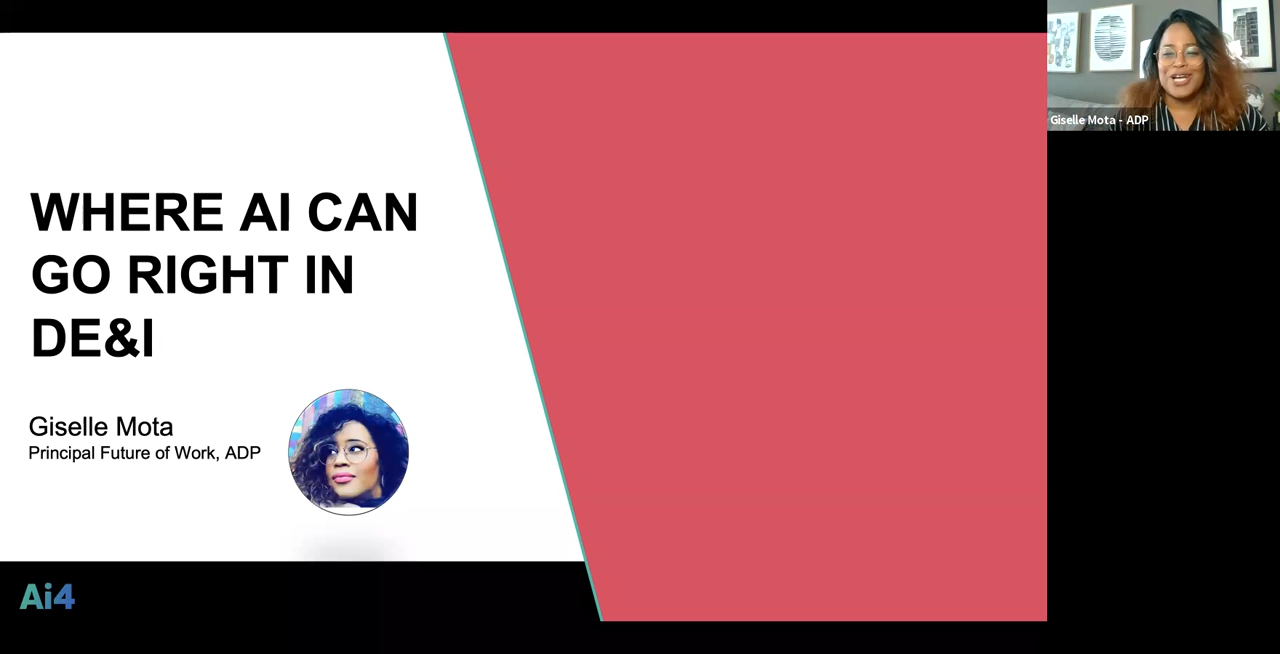 WHERE AI CAN
GO RIGHT IN
DE&I
Giselle Mota
Principal Future of Work, ADP
Ai4
Giselle Mota - ADP